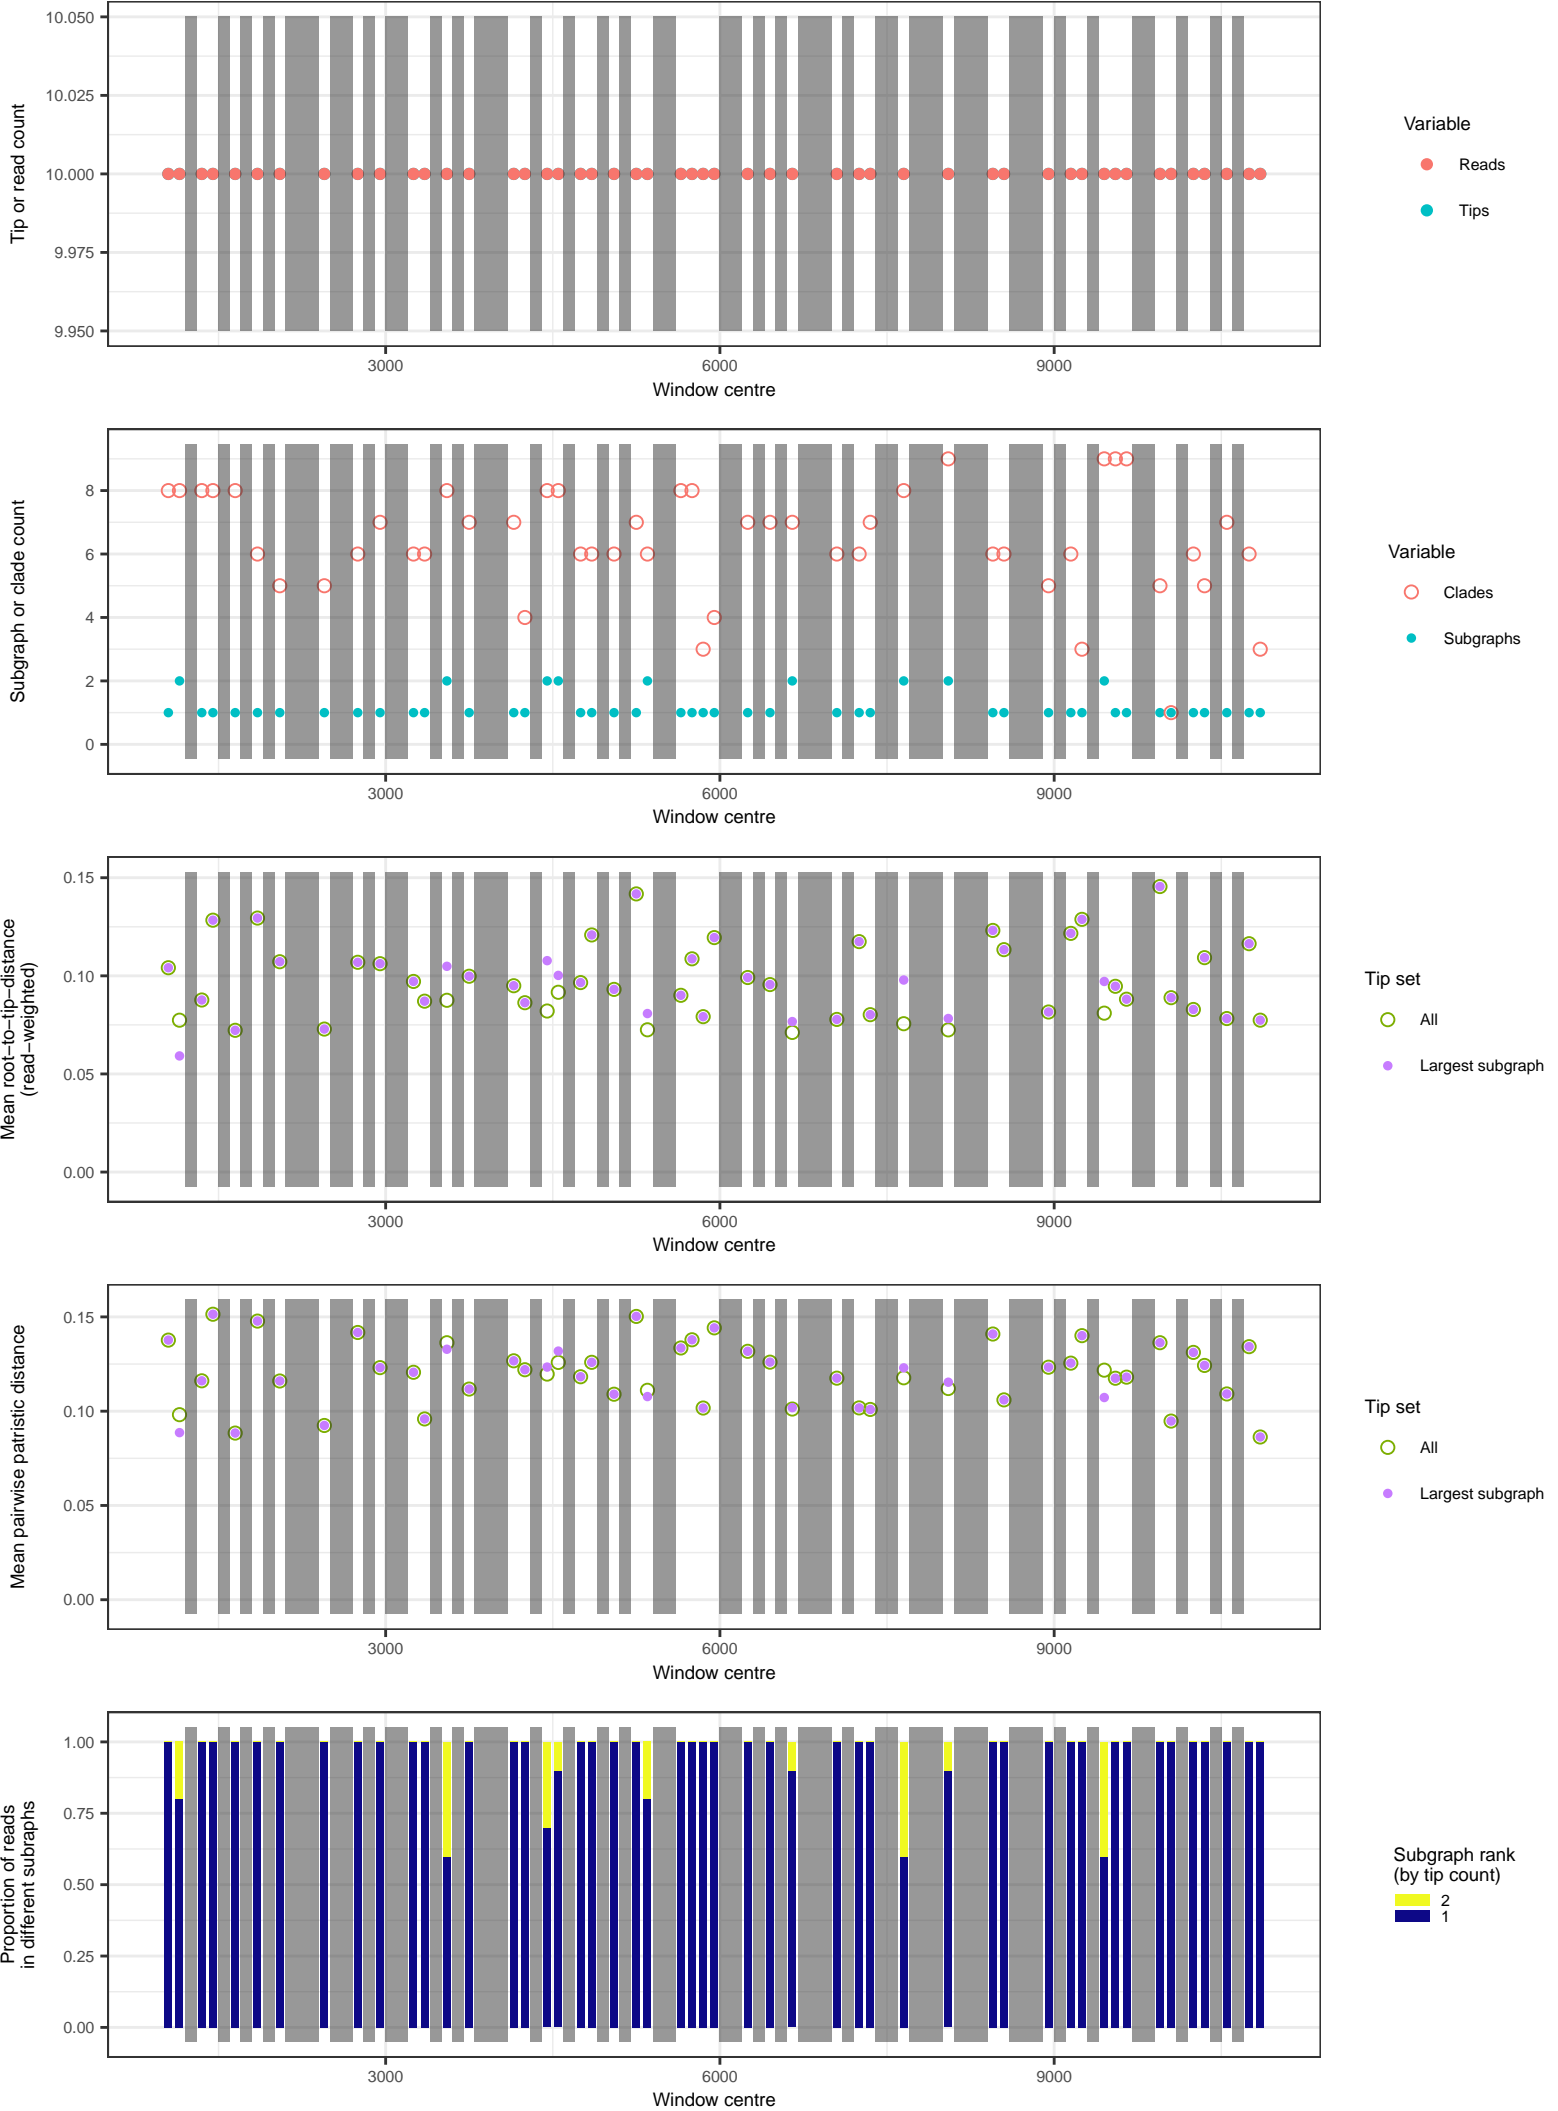 10.050
10.025
10.000
9.975
9.950
Tip or read count
3000
6000
9000
Window centre
Variable
Reads
Tips
8
6
4
2
0
Subgraph or clade count
3000
6000
9000
Window centre
Variable
Clades
Subgraphs
0.15
0.10
0.05
0.00
Mean root−to−tip−distance
(read−weighted)
3000
6000
9000
Window centre
Tip set
All
Largest subgraph
0.15
0.10
0.05
0.00
Mean pairwise patristic distance
3000
6000
9000
Window centre
Tip set
All
Largest subgraph
1.00
0.75
0.50
0.25
0.00
Proportion of reads
in different subraphs
3000
6000
9000
Window centre
Subgraph rank
(by tip count)
2
1